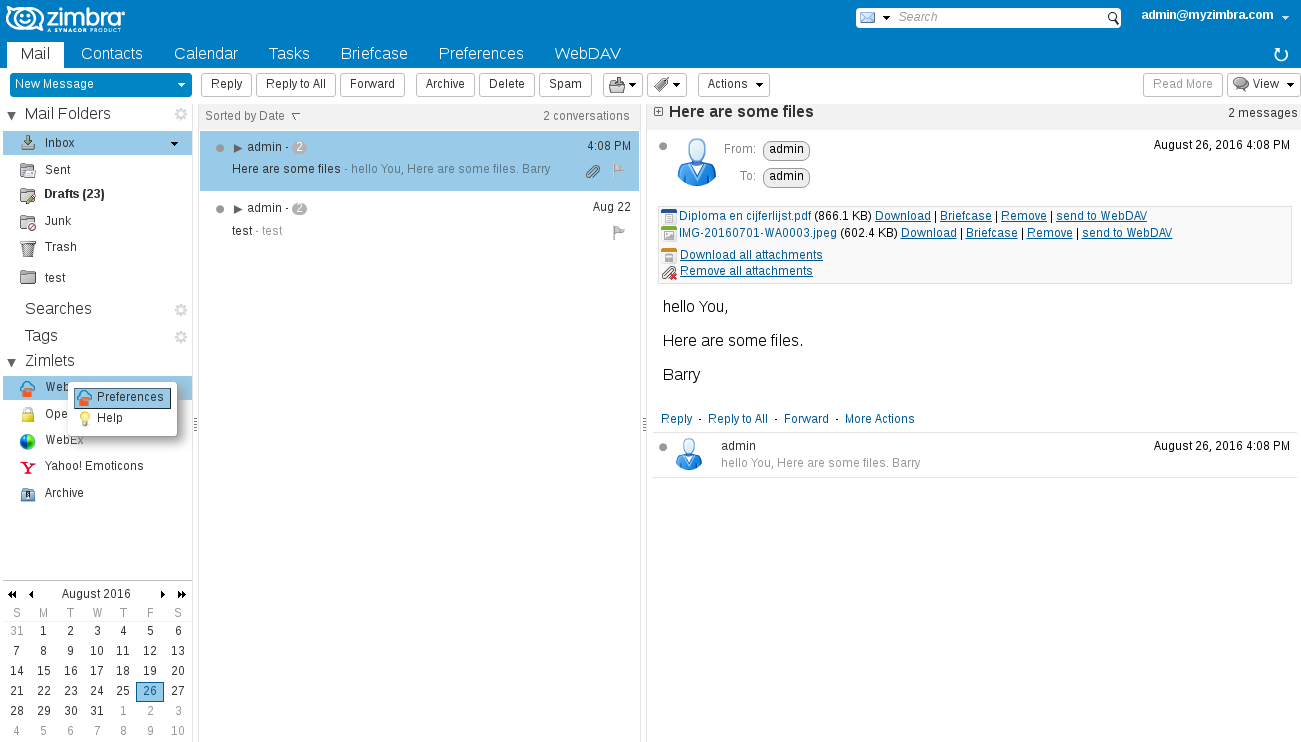 zimbra
A SYNACOR PRODUCT
Search
admin@myzimbra.com
Mail Contacts Calendar Tasks Briefcase Preferences WebDAV
New Message Reply Reply to All Forward Archive Delete Spam Actions Read More View
Mail Folders
Inbox
Sent
Drafts (23)
Junk
Trash
test
Searches
Tags
Zimlets
Web
Preferences
Ope
Help
WebEx
Yahoo! Emoticons
Archive
August 2016
S M T W T F S
31 1 2 3 4 5 6
7 8 9 10 11 12 13
14 15 16 17 18 19 20
21 22 23 24 25 26 27
28 29 30 31 1 2 3
4 5 6 7 8 9 10
Sorted by Date 2 conversations
admin - 2 4:08 PM
Here are some files - hello You, Here are some files. Barry
admin - 2 Aug 22
test - test
Here are some files 2 messages
From: admin August 26, 2016 4:08 PM
To: admin
Diploma en cijferlijst.pdf (866.1 KB) Download | Briefcase | Remove | send to WebDAV
IMG-20160701-WA0003.jpeg (602.4 KB) Download | Briefcase | Remove | send to WebDAV
Download all attachments
Remove all attachments
hello You,
Here are some files.
Barry
Reply - Reply to All - Forward - More Actions
admin August 26, 2016 4:08 PM
hello You, Here are some files. Barry